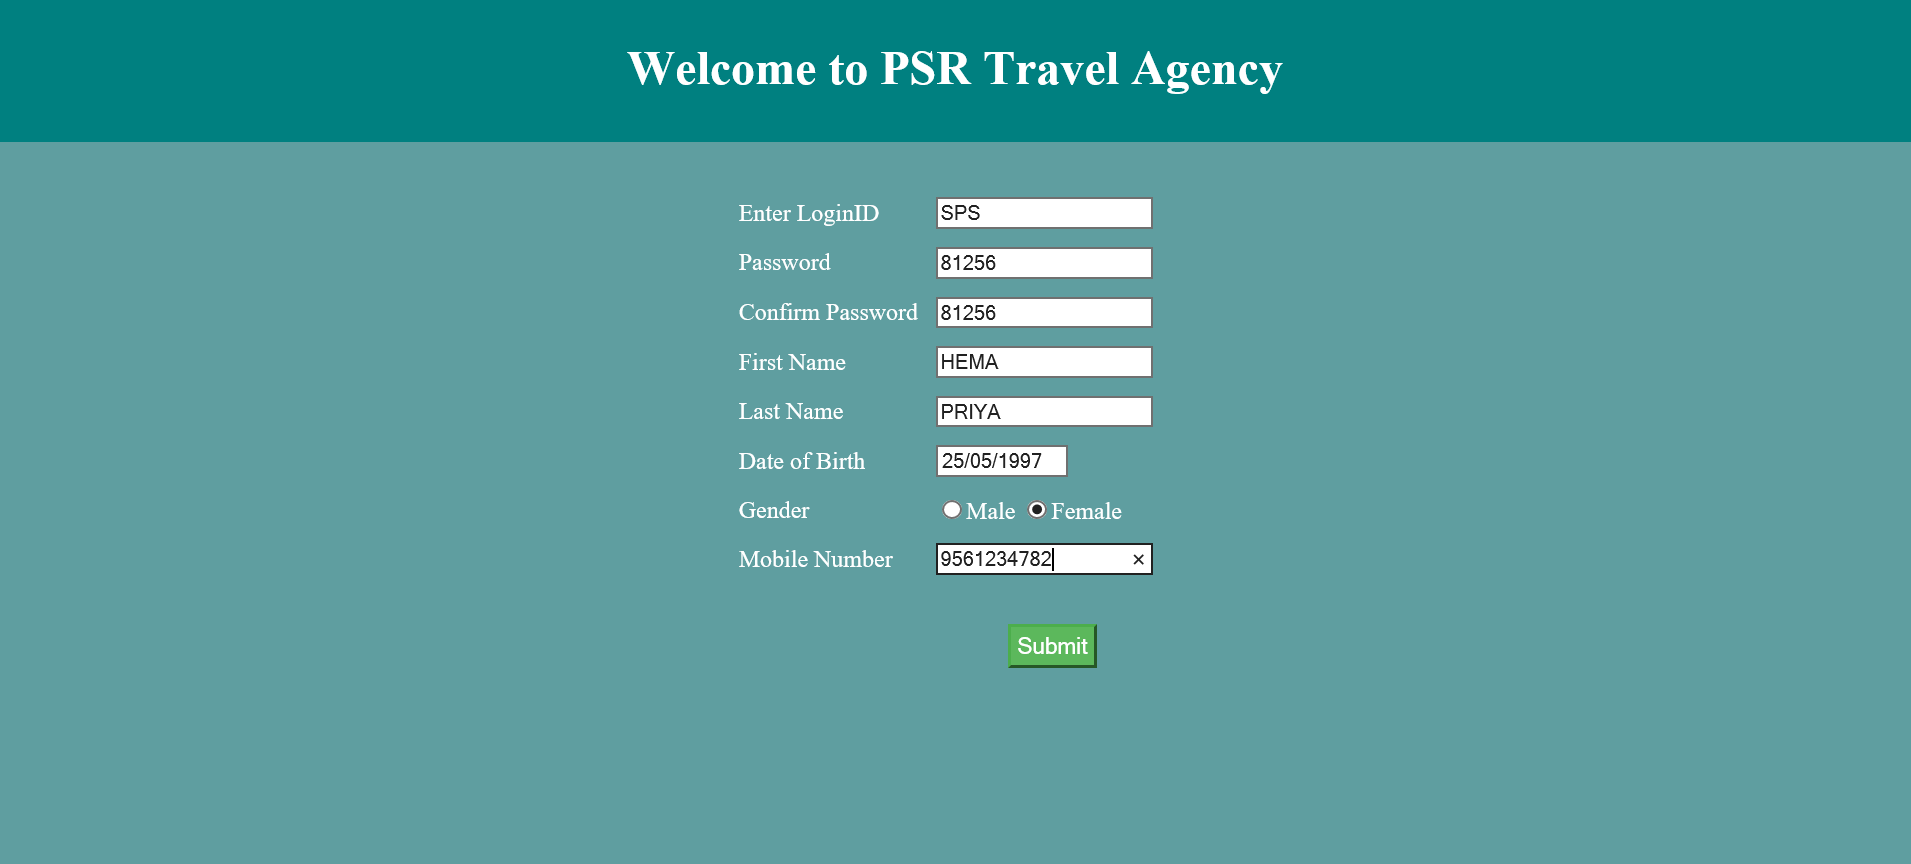 Welcome to PSR Travel Agency
Enter LoginID SPS
Password 81256
Confirm Password 81256
First Name HEMA
Last Name PRIYA
Date of Birth 25/05/1997
Gender Male Female
Mobile Number 9561234782 ×
Submit